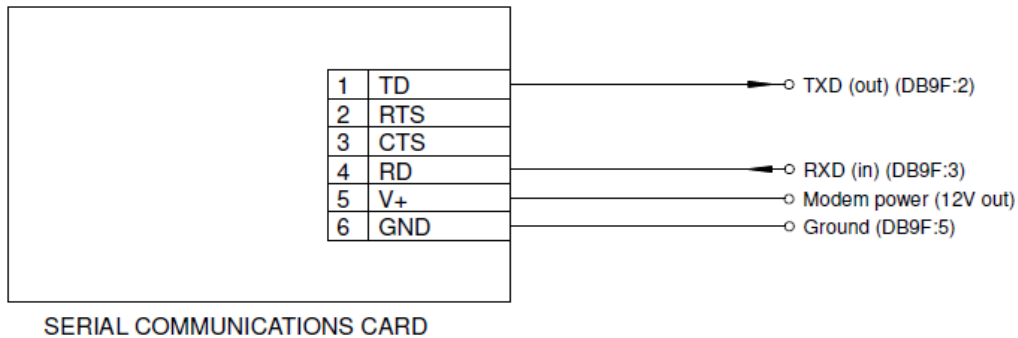 1 TD TXD (out) (DB9F:2)
2 RTS
3 CTS
4 RD RXD (in) (DB9F:3)
5 V+ Modem power (12V out)
6 GND Ground (DB9F:5)
SERIAL COMMUNICATIONS CARD